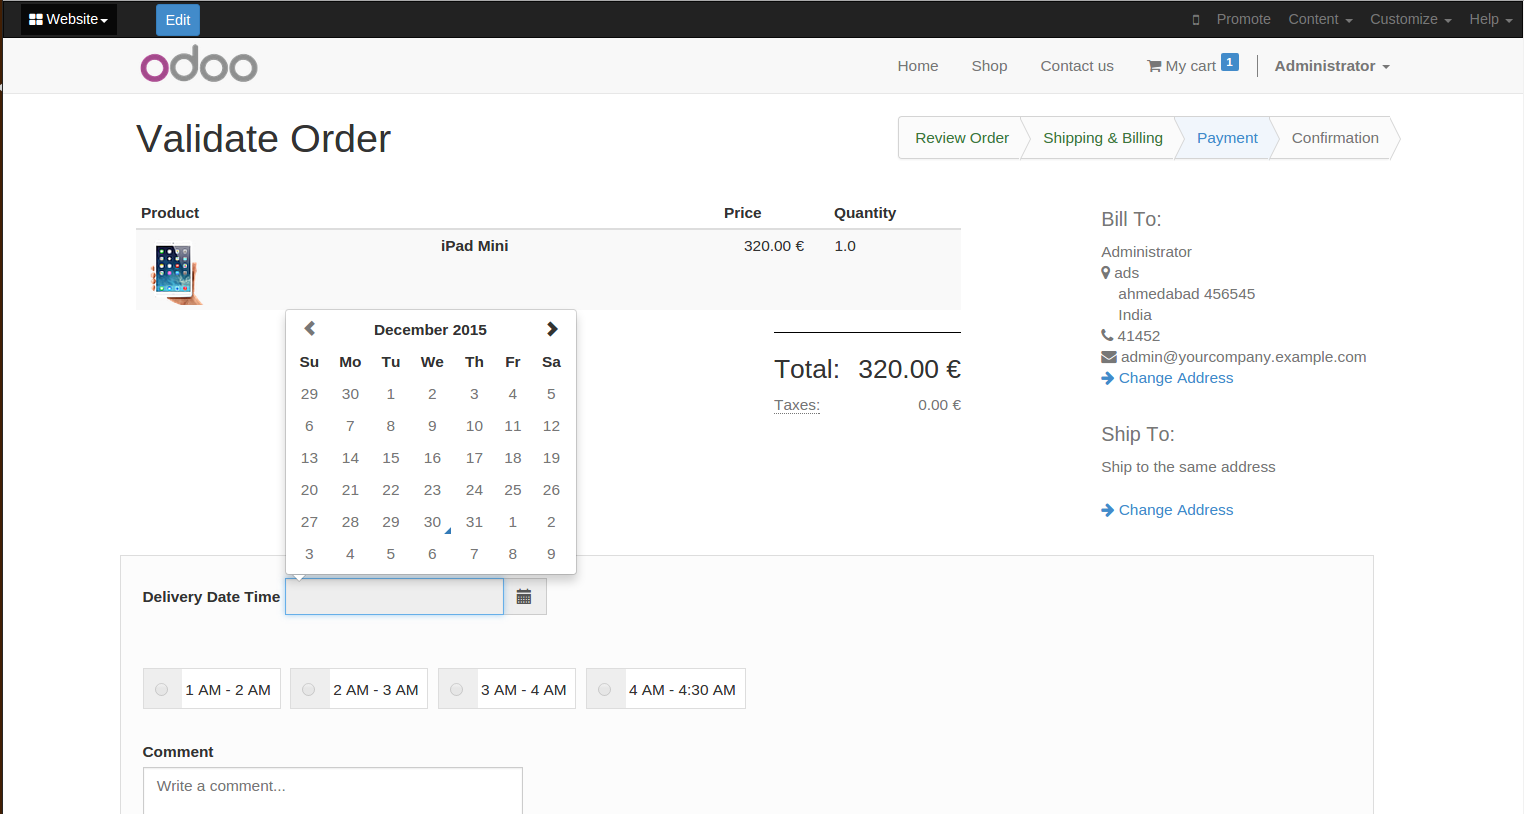 Website Edit Promote Content Customize Help
odoo Home Shop Contact us My cart 1 Administrator
Validate Order
Review Order Shipping & Billing Payment Confirmation
Product Price Quantity
iPad Mini 320.00 € 1.0
Total: 320.00 €
Taxes: 0.00 €
Bill To:
Administrator
ads
ahmedabad 456545
India
41452
admin@yourcompany.example.com
Change Address
Ship To:
Ship to the same address
Change Address
December 2015
Su Mo Tu We Th Fr Sa
29 30 1 2 3 4 5
6 7 8 9 10 11 12
13 14 15 16 17 18 19
20 21 22 23 24 25 26
27 28 29 30 31 1 2
3 4 5 6 7 8 9
Delivery Date Time
1 AM - 2 AM 2 AM - 3 AM 3 AM - 4 AM 4 AM - 4:30 AM
Comment
Write a comment...